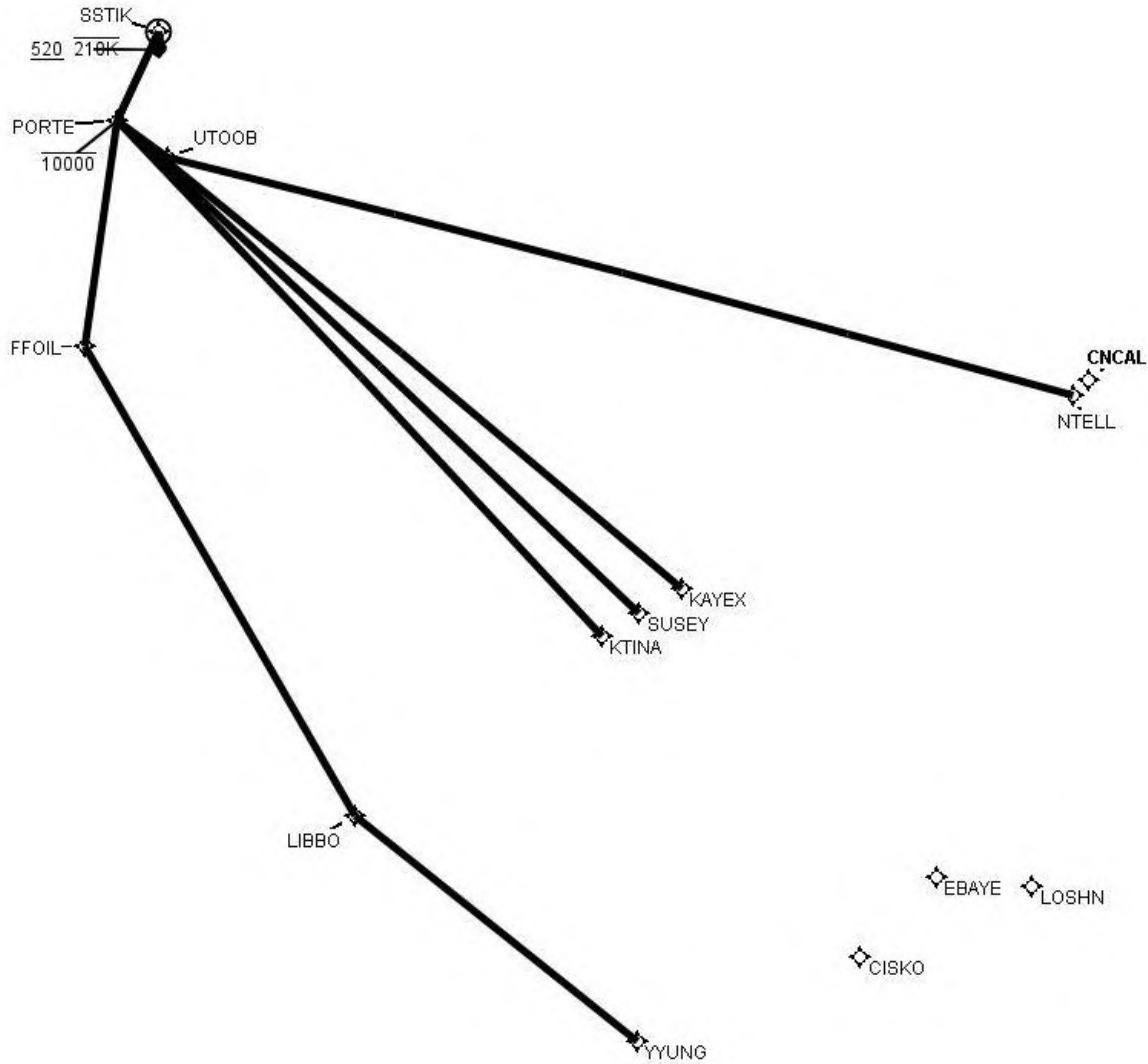 SSTIK
520 210K
PORTE
UTOOB
10000
FFOIL
CNCAL
NTELL
KAYEX
SUSEY
KTINA
LIBBO
EBAYE
LOSHN
CISKO
YYUNG